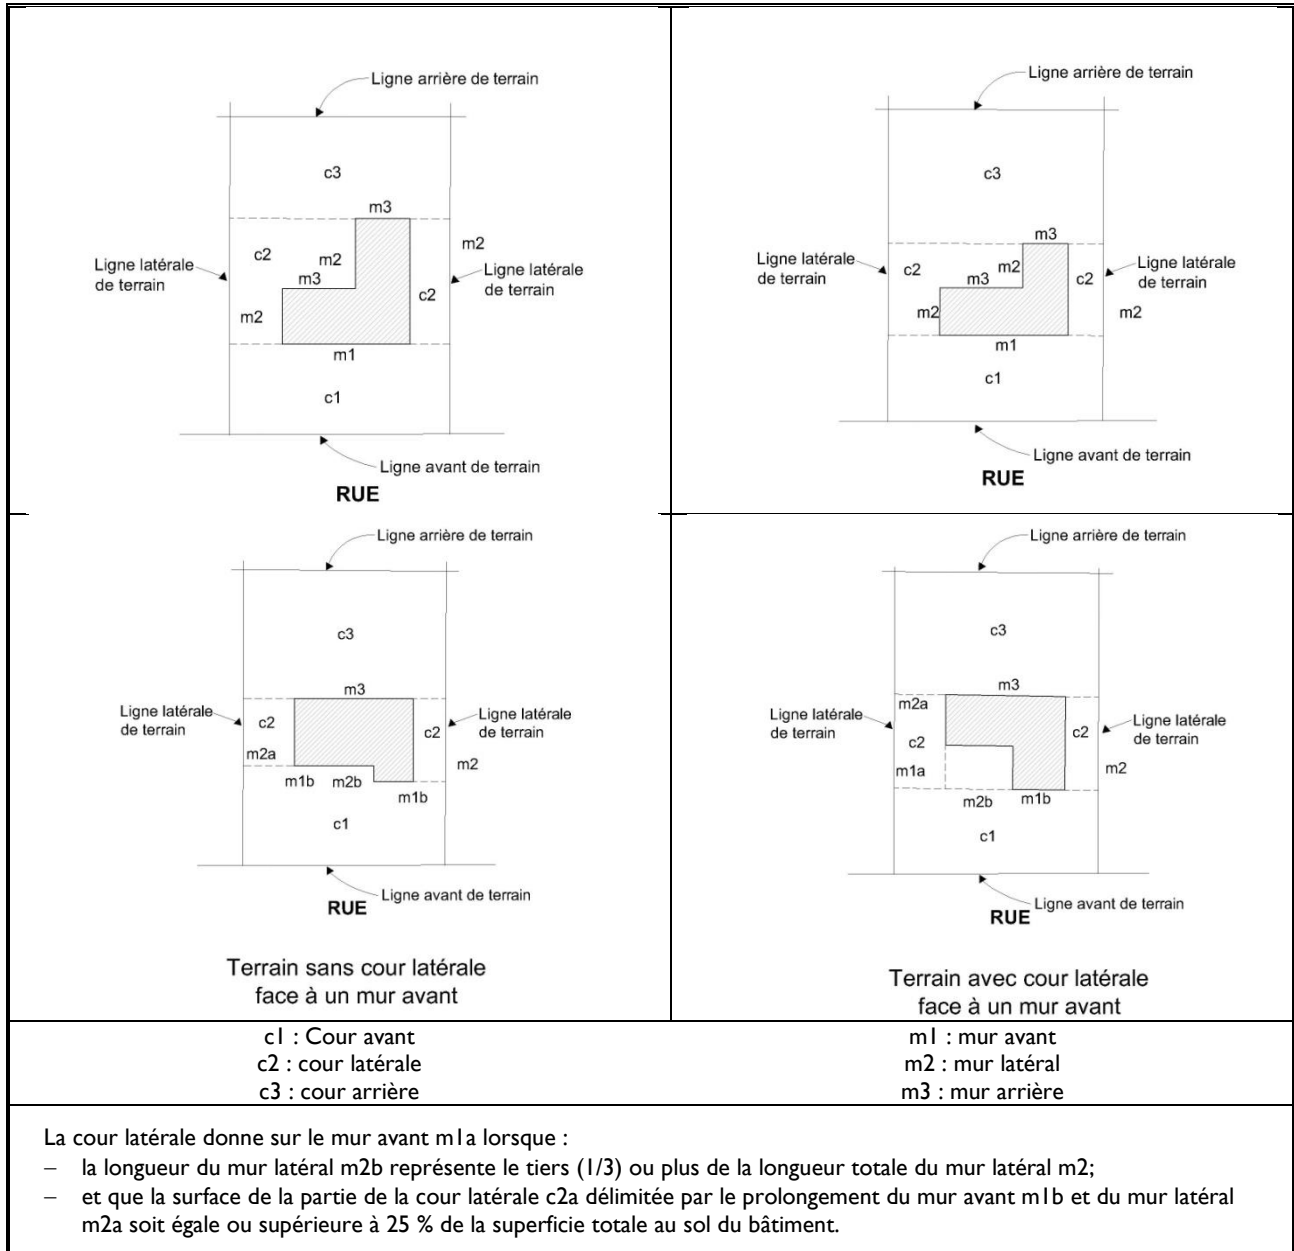 Ligne arrière de terrain
c3
m3
m2
c2
m2
m3
Ligne latérale
de terrain
Ligne latérale
de terrain
c2
m2
m1
c1
Ligne avant de terrain
RUE
Ligne arrière de terrain
c3
m3
Ligne latérale
de terrain
c2
m2
m3
c2
Ligne latérale
de terrain
m2
m2
m1
c1
Ligne avant de terrain
RUE
Ligne arrière de terrain
c3
m3
Ligne latérale
de terrain
c2
c2
Ligne latérale
de terrain
m2a
m2
m1b
m2b
m1b
c1
Ligne avant de terrain
RUE
Terrain sans cour latérale
face à un mur avant
Ligne arrière de terrain
c3
m3
m2a
Ligne latérale
de terrain
c2
c2
Ligne latérale
de terrain
m1a
m2
m2b
m1b
c1
Ligne avant de terrain
RUE
Terrain avec cour latérale
face à un mur avant
c1 : Cour avant
c2 : cour latérale
c3 : cour arrière
m1 : mur avant
m2 : mur latéral
m3 : mur arrière
La cour latérale donne sur le mur avant m1a lorsque :
– la longueur du mur latéral m2b représente le tiers (1/3) ou plus de la longueur totale du mur latéral m2;
– et que la surface de la partie de la cour latérale c2a délimitée par le prolongement du mur avant m1b et du mur latéral
m2a soit égale ou supérieure à 25 % de la superficie totale au sol du bâtiment.